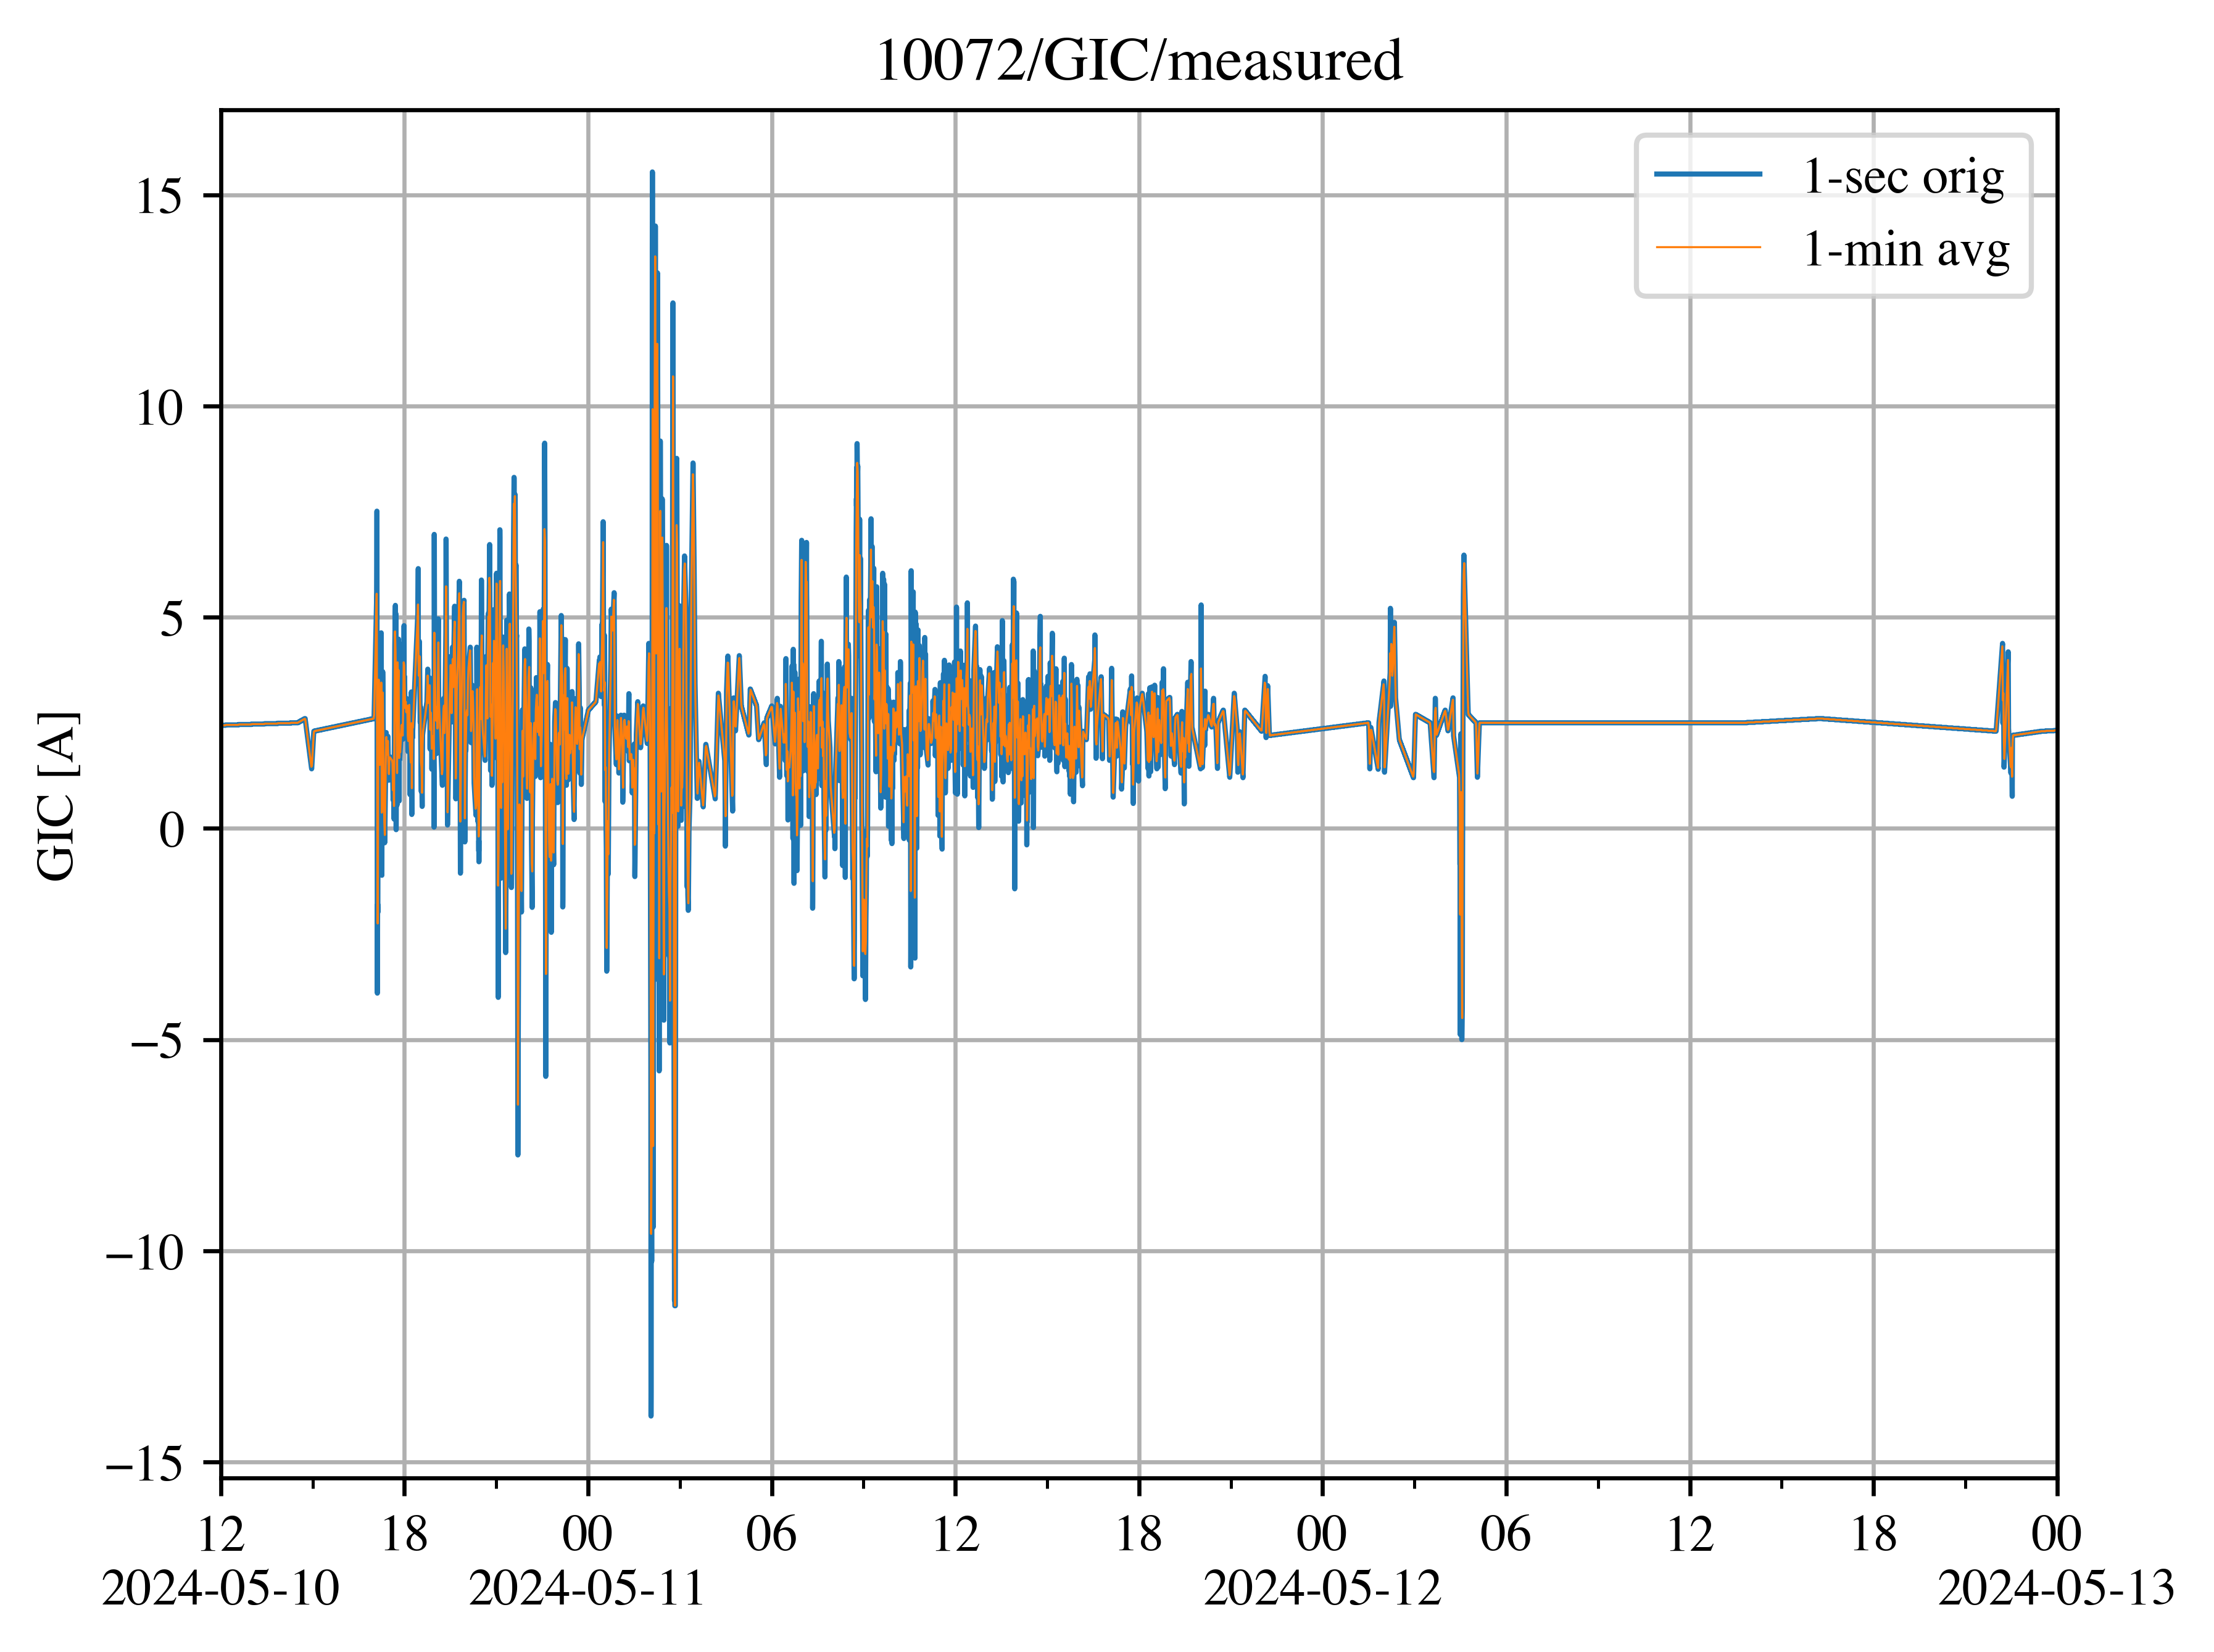 10072/GIC/measured
1-sec orig
1-min avg
GIC [A]
15
10
5
0
−5
−10
−15
12 18 00 06 12 18 00 06 12 18 00
2024-05-10 2024-05-11 2024-05-12 2024-05-13